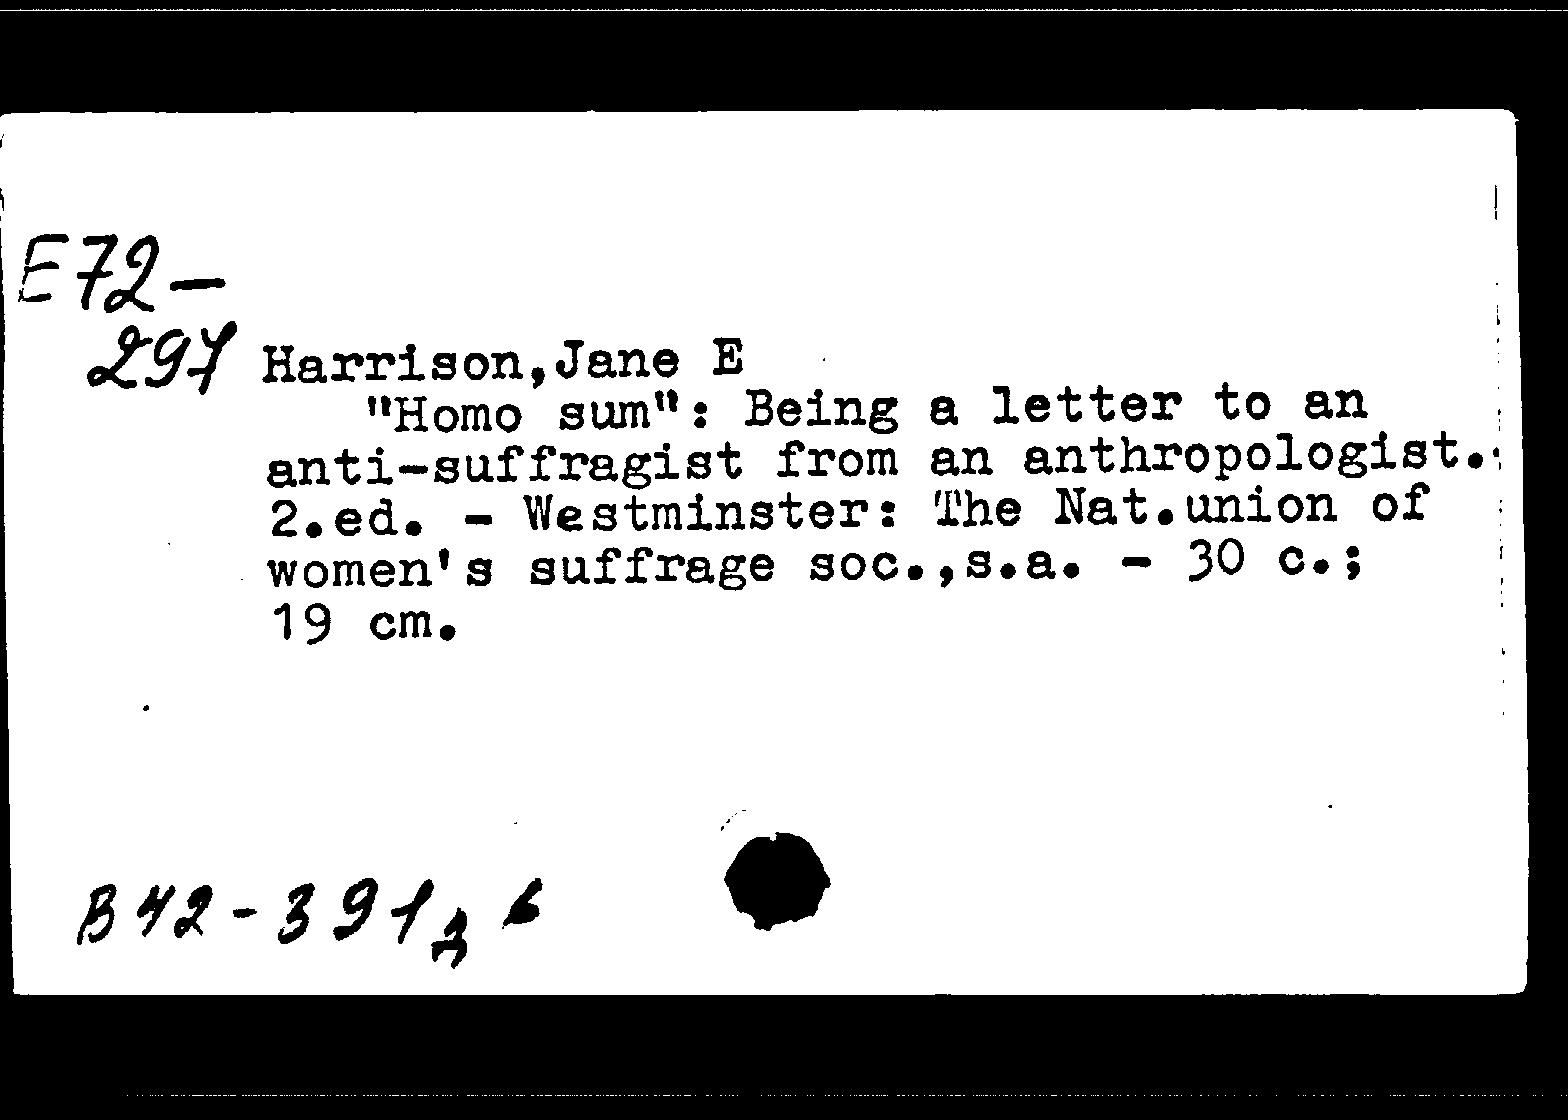 E72-
297
Harrison,Jane E
"Homo sum": Being a letter to an
anti-suffragist from an anthropologist.
2.ed. - Westminster: The Nat.union of
women's suffrage soc.,s.a. - 30 c.;
19 cm.
B 42-391